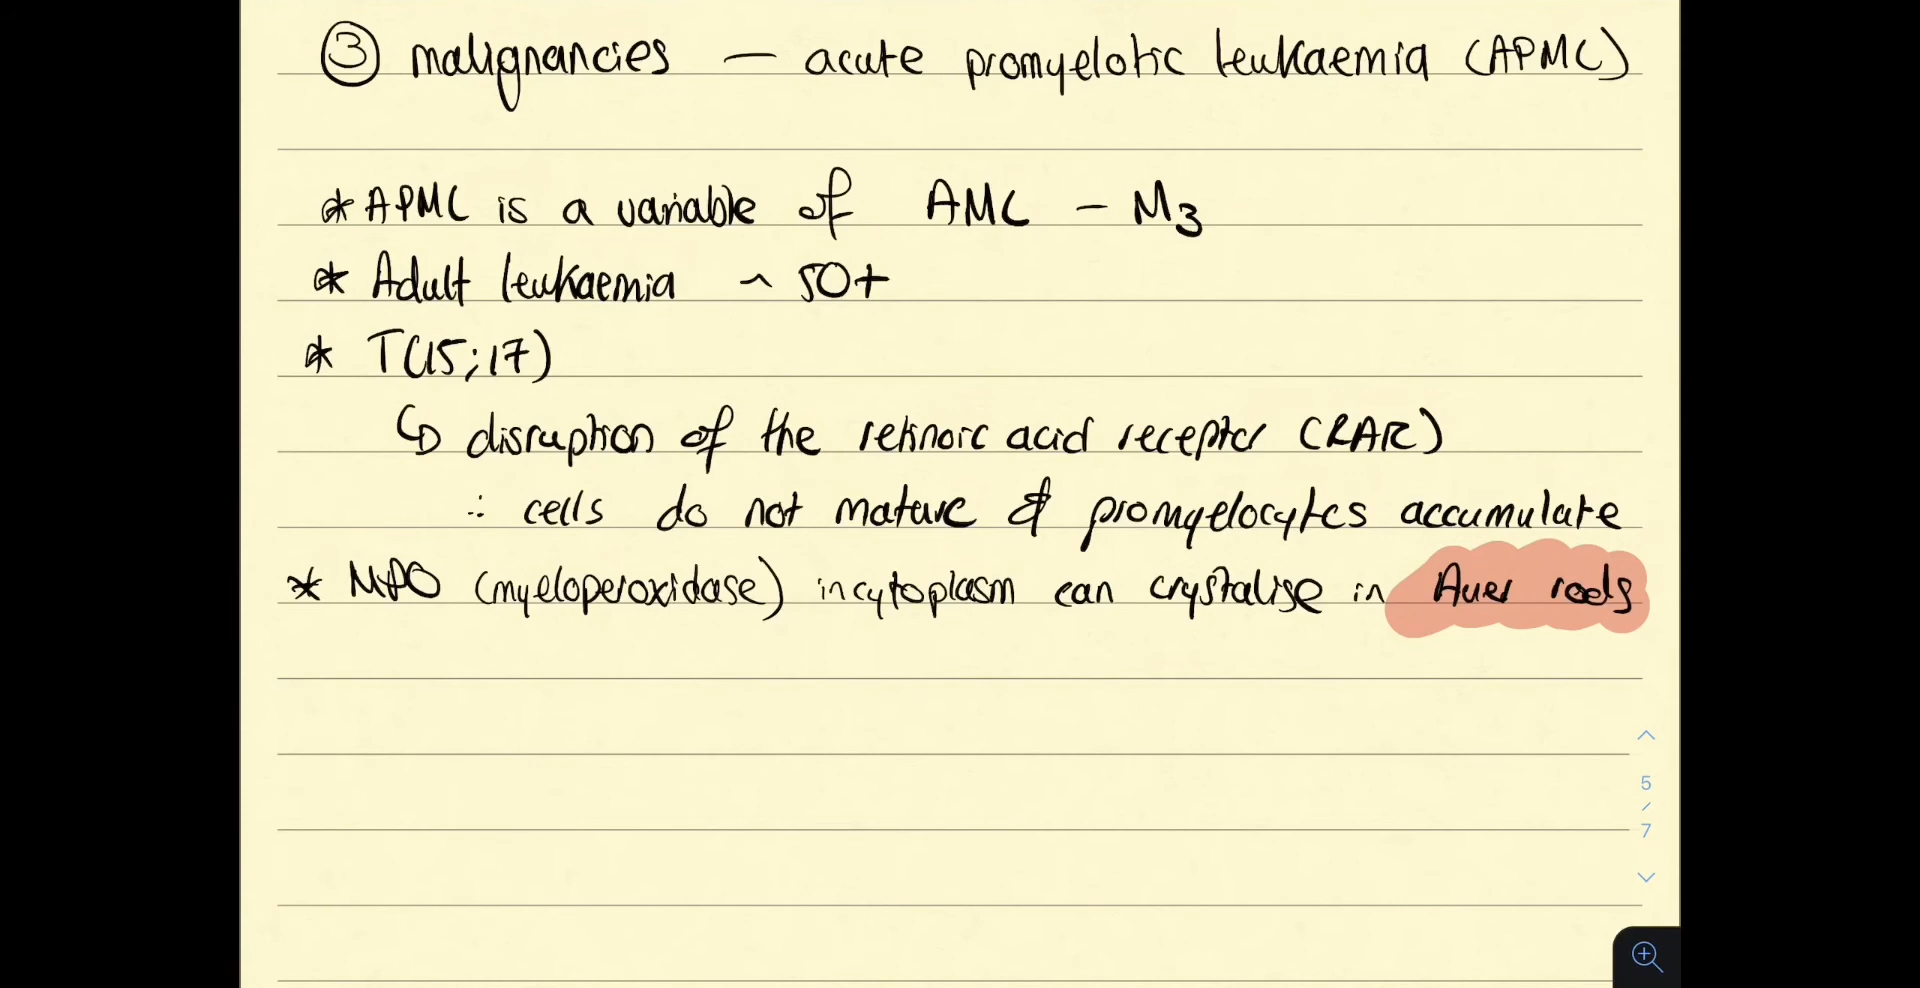 ③ malignancies — acute promyelotic leukaemia (APML)
* APML is a variable of AML - M3
* Adult leukaemia ~ 50+
* T(15;17)
↳ disruption of the retinoic acid receptor (RAR)
∴ cells do not mature & promyelocytes accumulate
* MPO (myeloperoxidase) in cytoplasm can crystalise in Auer rods
5
/
7